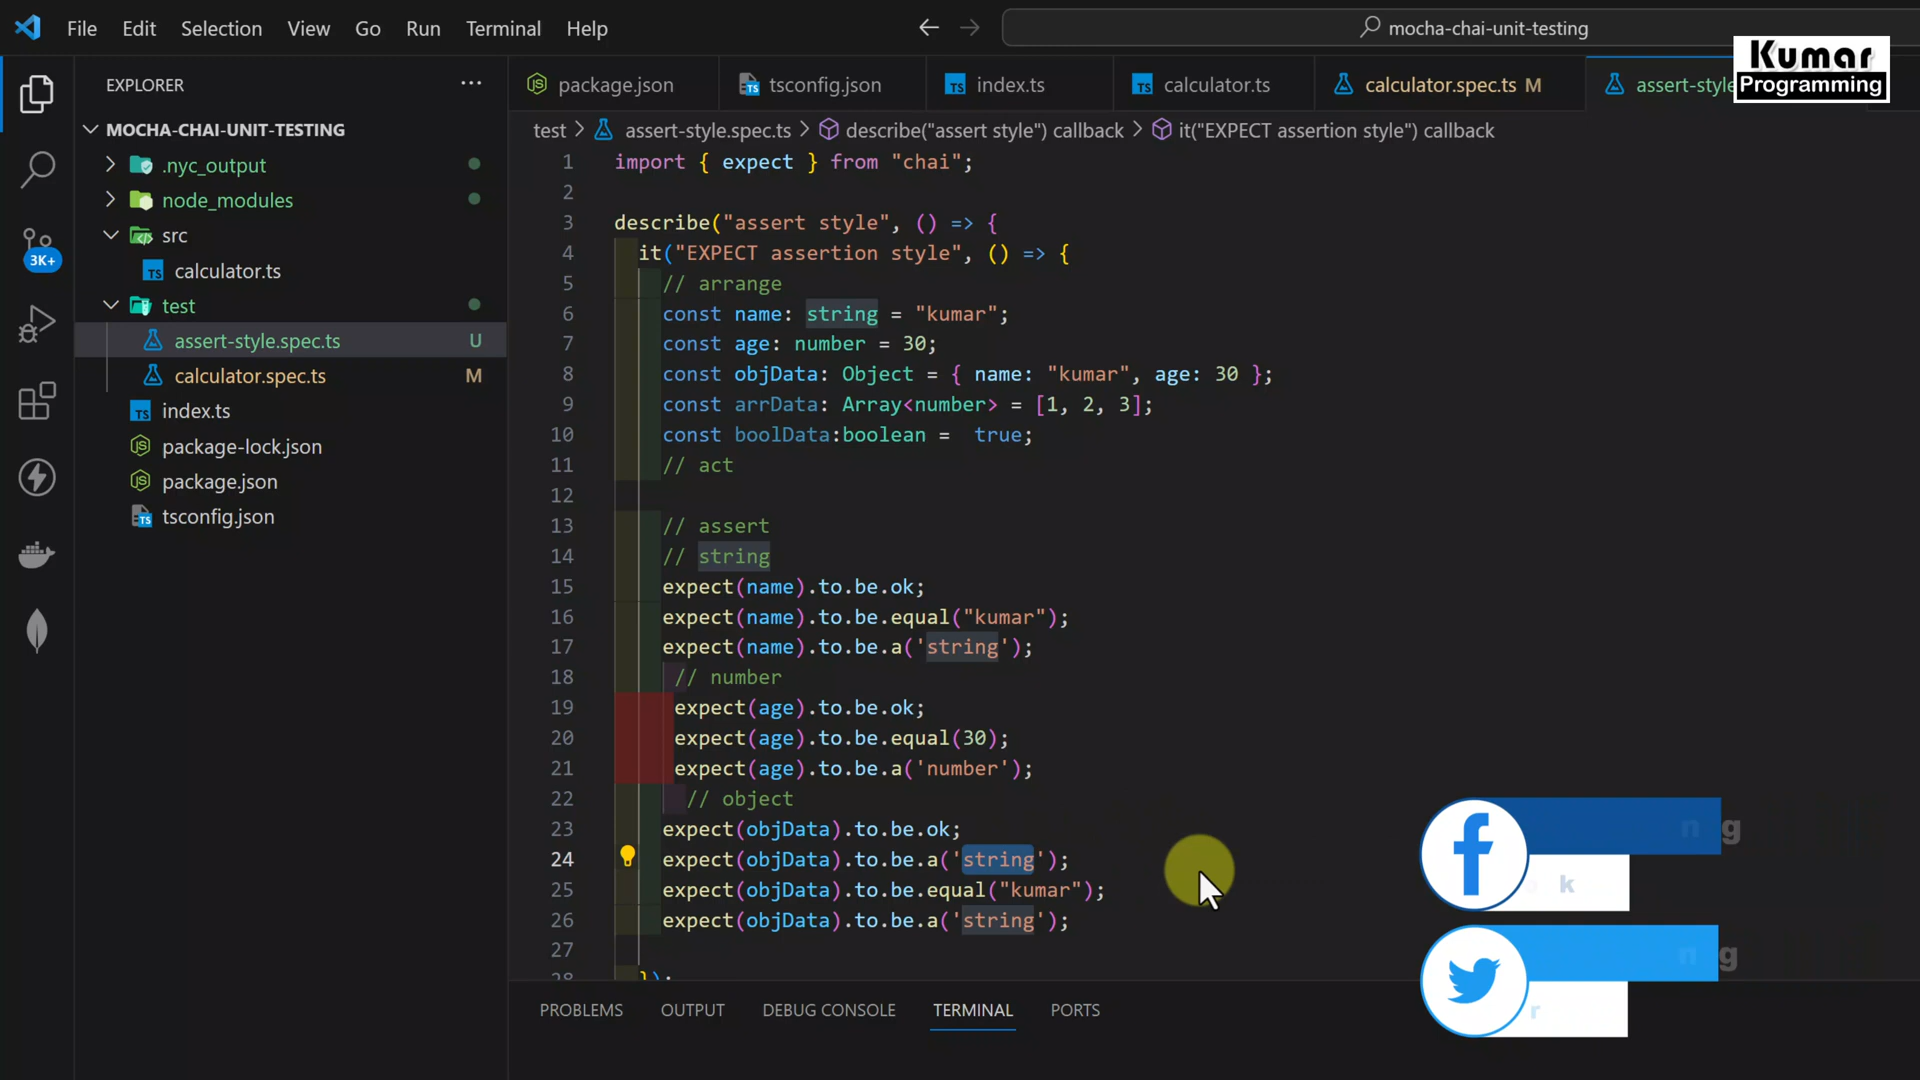 File Edit Selection View Go Run Terminal Help
mocha-chai-unit-testing
Kumar
Programming
EXPLORER
package.json
tsconfig.json
index.ts
calculator.ts
calculator.spec.ts M
assert-style
test > assert-style.spec.ts > describe("assert style") callback > it("EXPECT assertion style") callback
MOCHA-CHAI-UNIT-TESTING
.nyc_output
node_modules
src
calculator.ts
test
assert-style.spec.ts U
calculator.spec.ts M
index.ts
package-lock.json
package.json
tsconfig.json
3K+
1 import { expect } from "chai";
2
3 describe("assert style", () => {
4 it("EXPECT assertion style", () => {
5 // arrange
6 const name: string = "kumar";
7 const age: number = 30;
8 const objData: Object = { name: "kumar", age: 30 };
9 const arrData: Array<number> = [1, 2, 3];
10 const boolData:boolean =  true;
11 // act
12
13 // assert
14 // string
15 expect(name).to.be.ok;
16 expect(name).to.be.equal("kumar");
17 expect(name).to.be.a('string');
18 // number
19 expect(age).to.be.ok;
20 expect(age).to.be.equal(30);
21 expect(age).to.be.a('number');
22 // object
23 expect(objData).to.be.ok;
24 expect(objData).to.be.a('string');
25 expect(objData).to.be.equal("kumar");
26 expect(objData).to.be.a('string');
27
28 });
PROBLEMS OUTPUT DEBUG CONSOLE TERMINAL PORTS